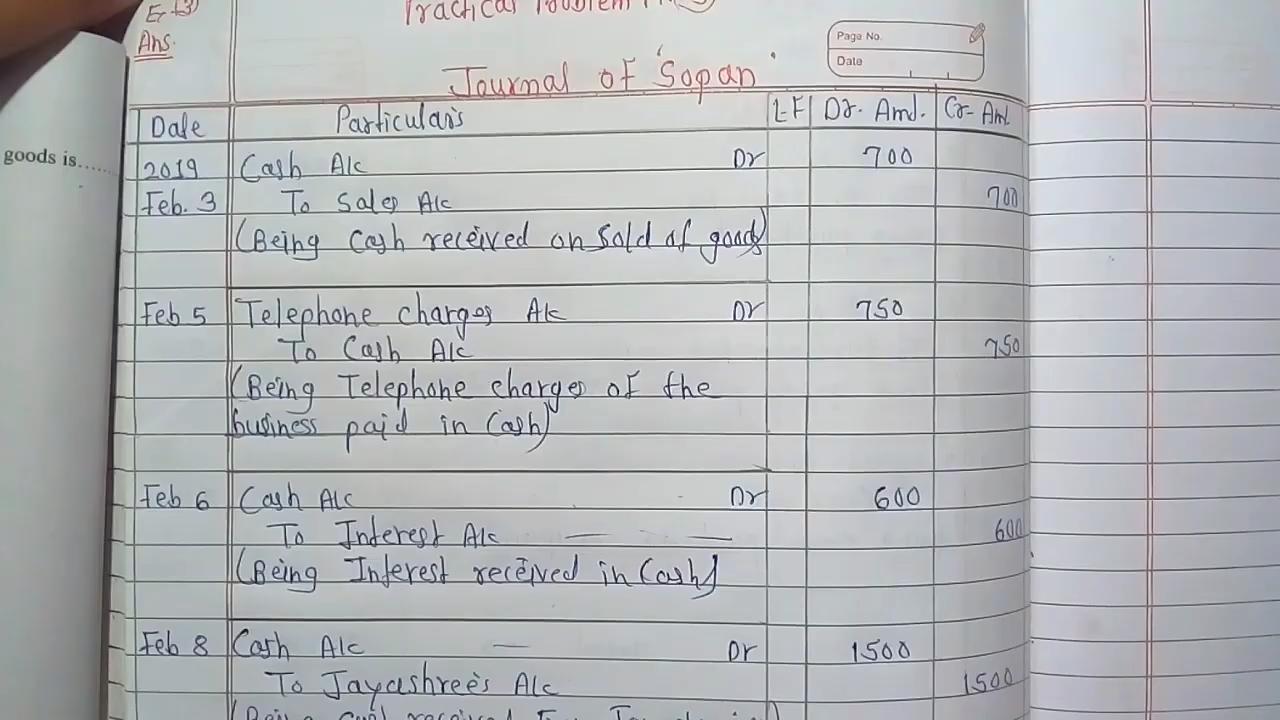 Ans.
Page No.
Date
Journal of 'Sopan'
Date Particulars L.F Dr. Amt. Cr. Amt.
goods is......
2019 Cash A/c Dr 700
Feb. 3 To Sales A/c 700
(Being Cash received on sold of goods)
Feb 5 Telephone charges A/c Dr 750
To Cash A/c 750
(Being Telephone charges of the
business paid in Cash)
Feb 6 Cash A/c Dr 600
To Interest A/c 600
(Being Interest received in Cash)
Feb 8 Cash A/c Dr 1500
To Jayashree's A/c 1500